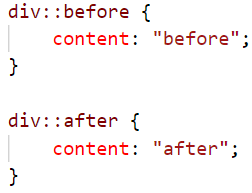 div::before {
    content: "before";
}

div::after {
    content: "after";
}